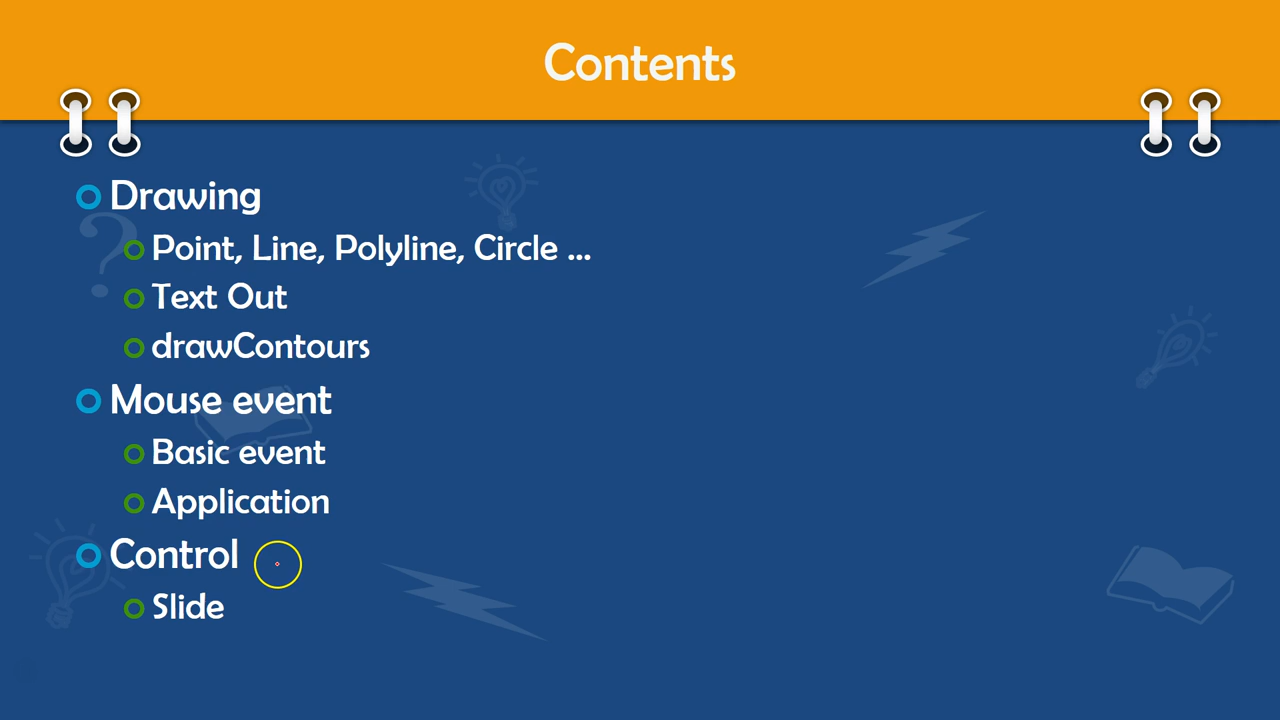 Contents
Drawing
Point, Line, Polyline, Circle ...
Text Out
drawContours
Mouse event
Basic event
Application
Control
Slide